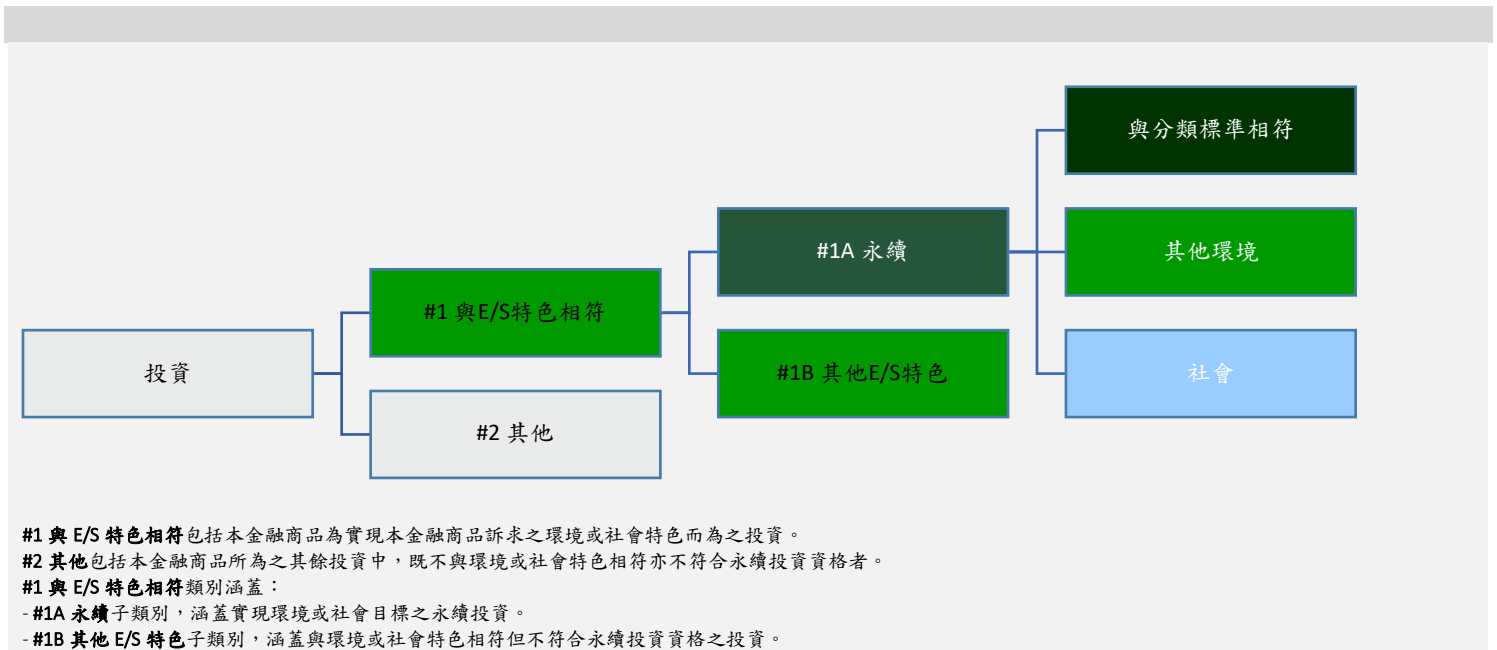 與分類標準相符
#1A 永續
其他環境
#1 與E/S特色相符
投資
#1B 其他E/S特色
社會
#2 其他
#1 與 E/S 特色相符包括本金融商品為實現本金融商品訴求之環境或社會特色而為之投資。
#2 其他包括本金融商品所為之其餘投資中，既不與環境或社會特色相符亦不符合永續投資資格者。
#1 與 E/S 特色相符類別涵蓋：
- #1A 永續子類別，涵蓋實現環境或社會目標之永續投資。
- #1B 其他 E/S 特色子類別，涵蓋與環境或社會特色相符但不符合永續投資資格之投資。